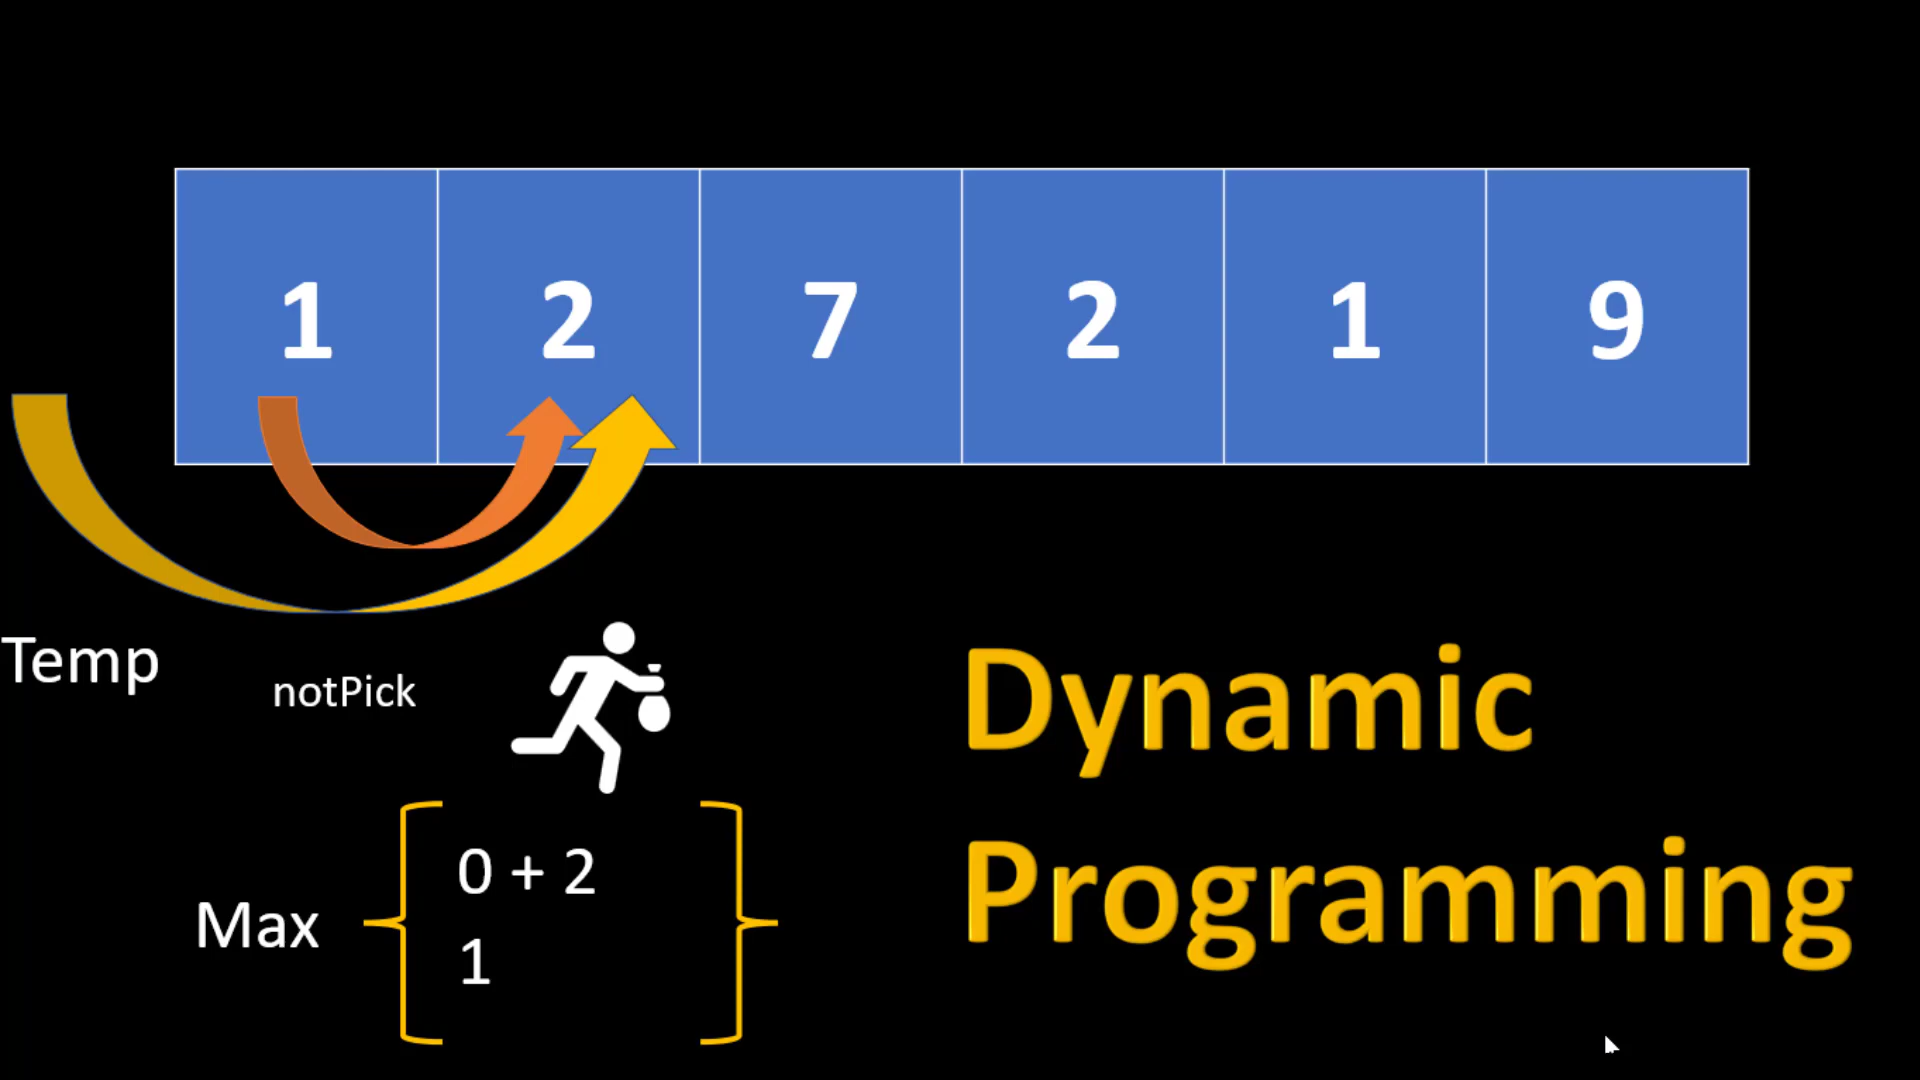 1 2 7 2 1 9
Temp
notPick
Dynamic
Programming
Max
0 + 2
1